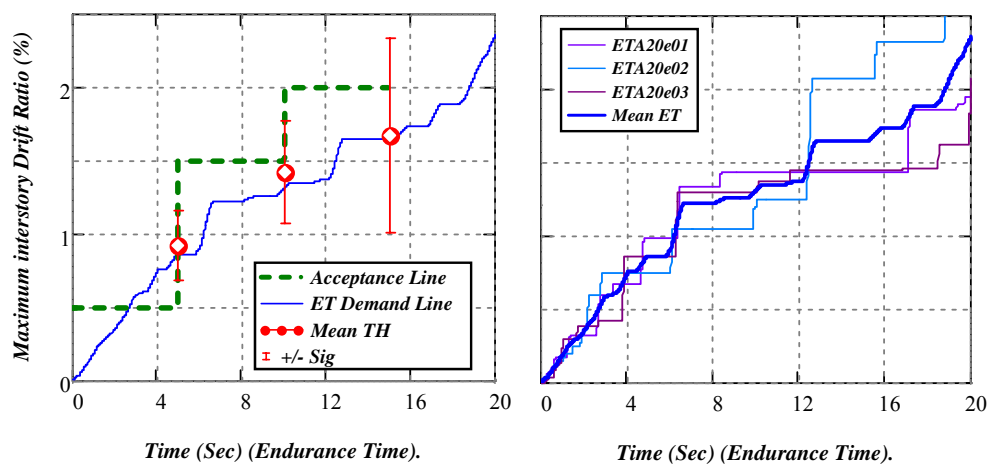 Maximum interstory Drift Ratio (%)
2
1
0
Acceptance Line
ET Demand Line
Mean TH
+/- Sig
0 4 8 12 16 20
Time (Sec) (Endurance Time).
ETA20e01
ETA20e02
ETA20e03
Mean ET
0 4 8 12 16 20
Time (Sec) (Endurance Time).